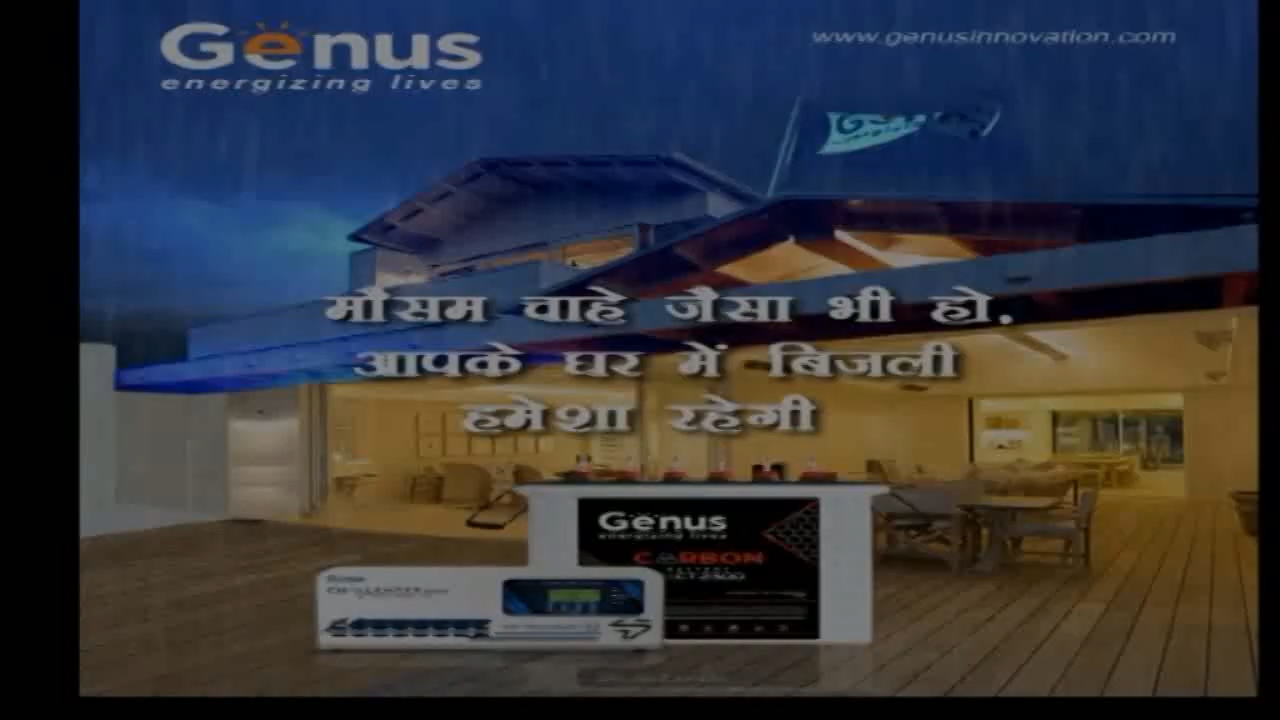 Genus
energizing lives
www.genusinnovation.com
मौसम चाहे जैसा भी हो,
आपके घर में बिजली
हमेशा रहेगी
Genus
energizing lives
CARBON